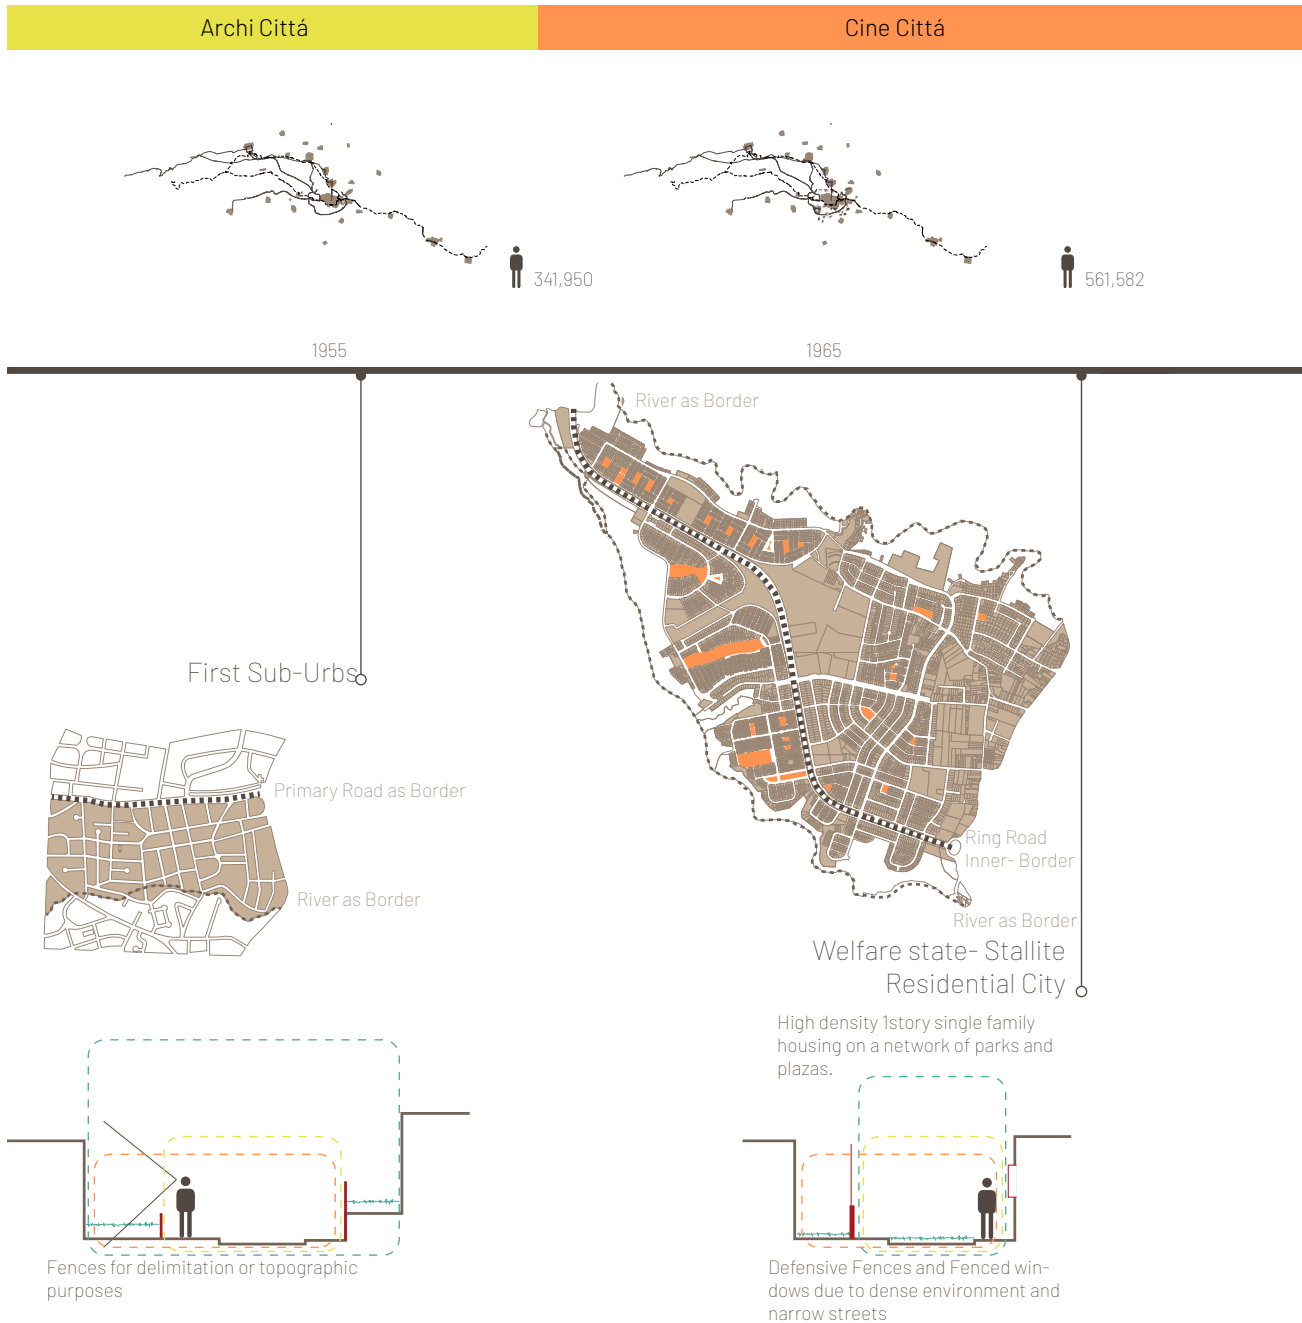 Archi Cittá
Cine Cittá
341,950
561,582
1955
1965
River as Border
First Sub-Urbs
Primary Road as Border
River as Border
Ring Road
Inner- Border
River as Border
Welfare state- Stallite
Residential City
High density 1story single family
housing on a network of parks and
plazas.
Fences for delimitation or topographic
purposes
Defensive Fences and Fenced win-
dows due to dense environment and
narrow streets